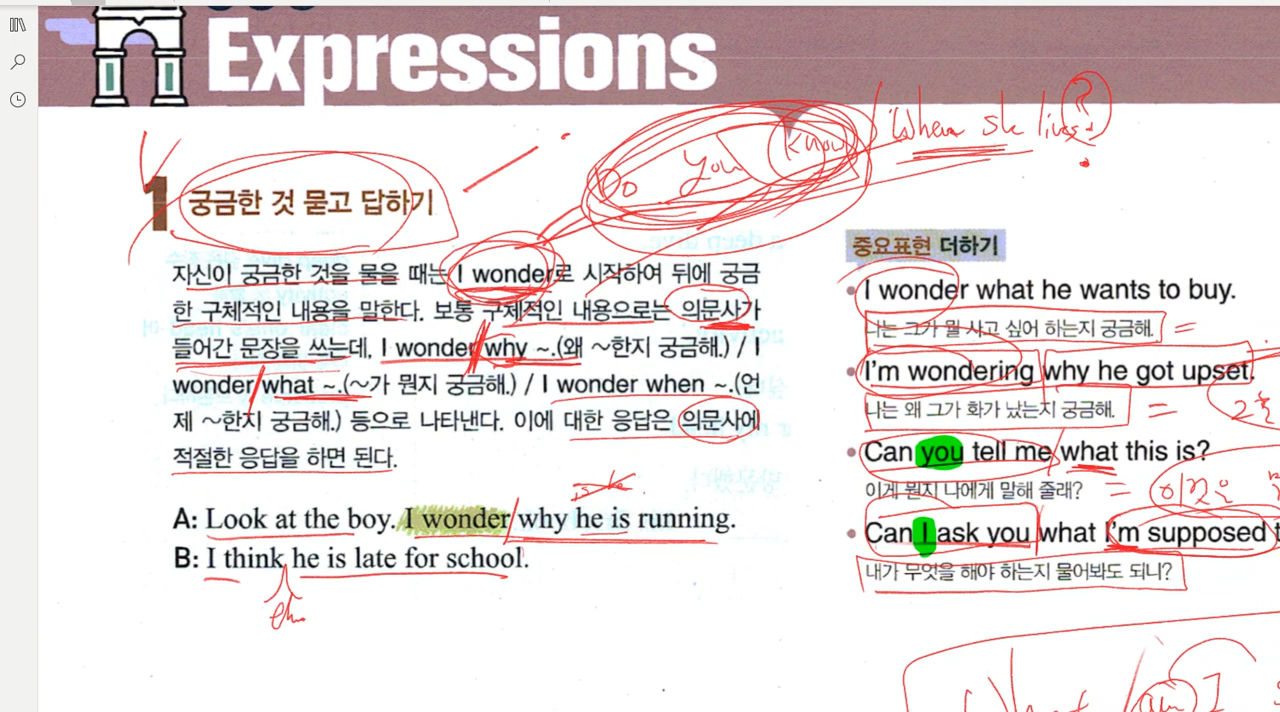 Expressions
Do You know / Where she lives?
1 궁금한 것 묻고 답하기
자신이 궁금한 것을 물을 때는 I wonder로 시작하여 뒤에 궁금
한 구체적인 내용을 말한다. 보통 구체적인 내용으로는 의문사가
들어간 문장을 쓰는데, I wonder why ~.(왜 ~한지 궁금해.) / I
wonder what ~.(~가 뭔지 궁금해.) / I wonder when ~.(언
제 ~한지 궁금해.) 등으로 나타낸다. 이에 대한 응답은 의문사에
적절한 응답을 하면 된다.
is he
A: Look at the boy. I wonder why he is running.
B: I think he is late for school.
중요표현 더하기
I wonder what he wants to buy.
나는 그가 뭘 사고 싶어 하는지 궁금해. =
I'm wondering why he got upset.
나는 왜 그가 화가 났는지 궁금해. =
Can you tell me what this is?
이게 뭔지 나에게 말해 줄래? = 이것은
Can I ask you what I'm supposed
내가 무엇을 해야 하는지 물어봐도 되니?
What am I